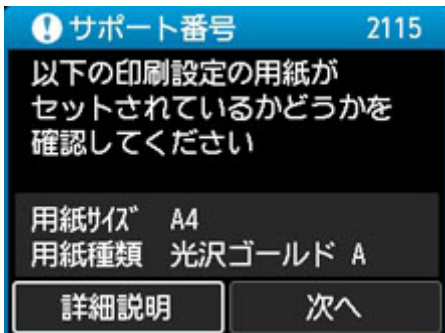 サポート番号 2115
以下の印刷設定の用紙が
セットされているかどうかを
確認してください
用紙ｻｲｽﾞ A4
用紙種類 光沢ゴールド A
詳細説明 次へ